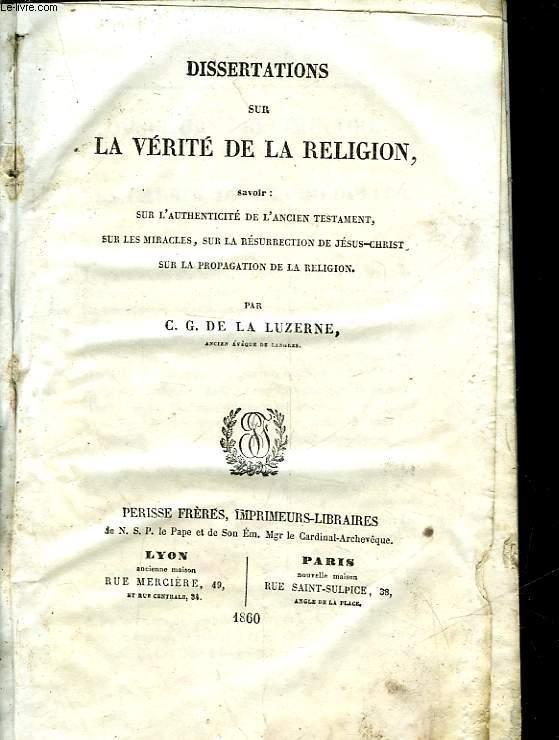 Le-livre.com
DISSERTATIONS
SUR
LA VÉRITÉ DE LA RELIGION,
savoir :
SUR L'AUTHENTICITÉ DE L'ANCIEN TESTAMENT,
SUR LES MIRACLES, SUR LA RÉSURRECTION DE JÉSUS-CHRIST,
SUR LA PROPAGATION DE LA RELIGION.
PAR
C. G. DE LA LUZERNE,
ANCIEN ÉVÊQUE DE LANGRES.
PERISSE FRÈRES, IMPRIMEURS-LIBRAIRES
de N. S. P. le Pape et de Son Ém. Mgr le Cardinal-Archevêque.
LYON
ancienne maison
RUE MERCIÈRE, 49,
ET RUE CENTRALE, 34.
PARIS
nouvelle maison
RUE SAINT-SULPICE, 38,
ANGLE DE LA PLACE.
1860